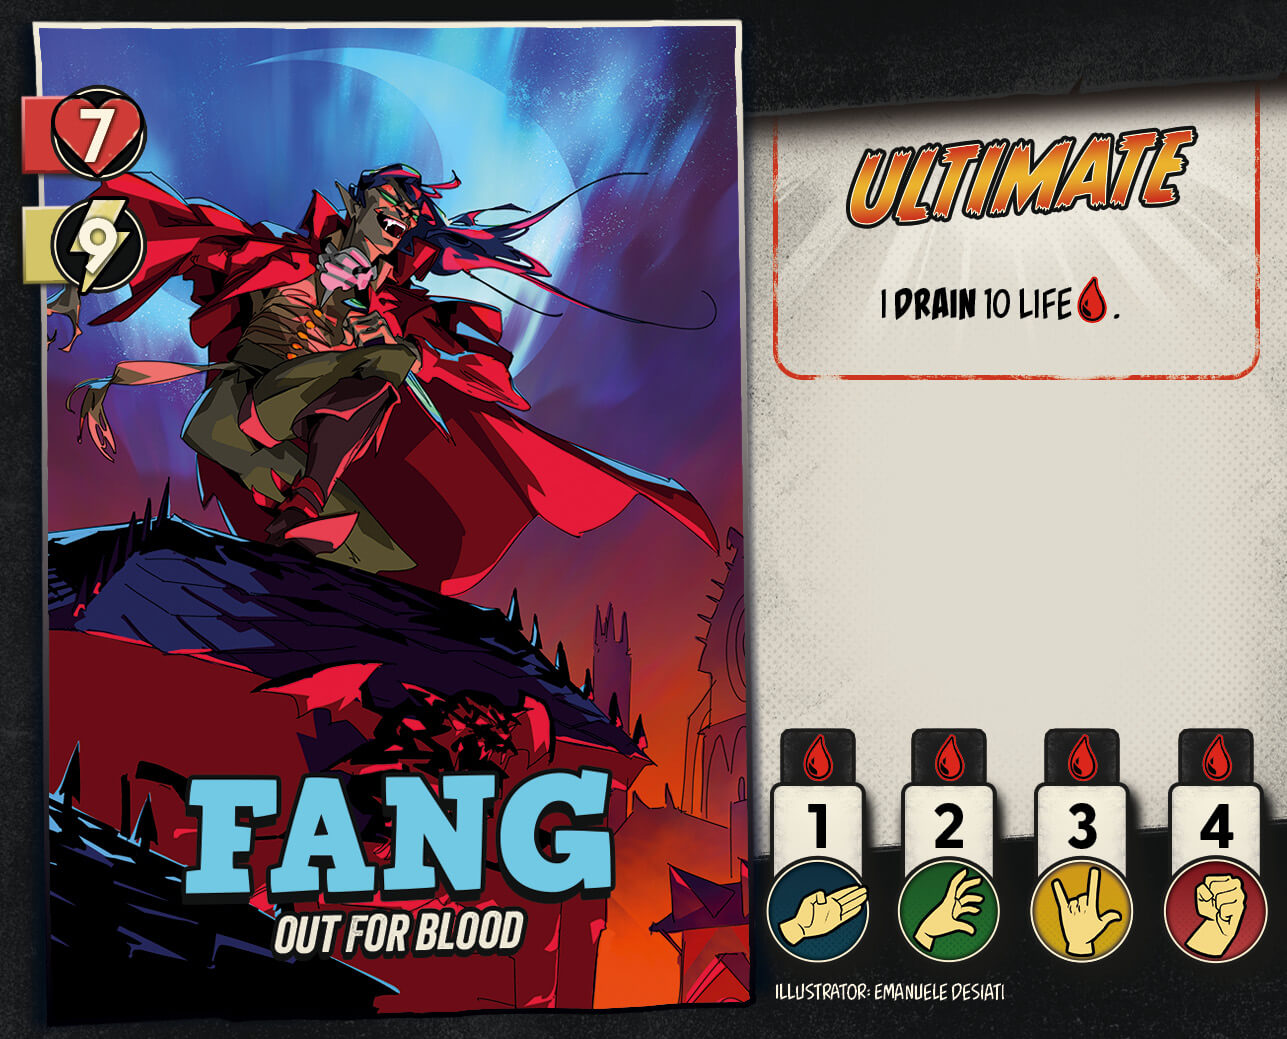 7
9
FANG
OUT FOR BLOOD
ULTIMATE
I DRAIN 10 LIFE.
1
2
3
4
ILLUSTRATOR: EMANUELE DESIATI